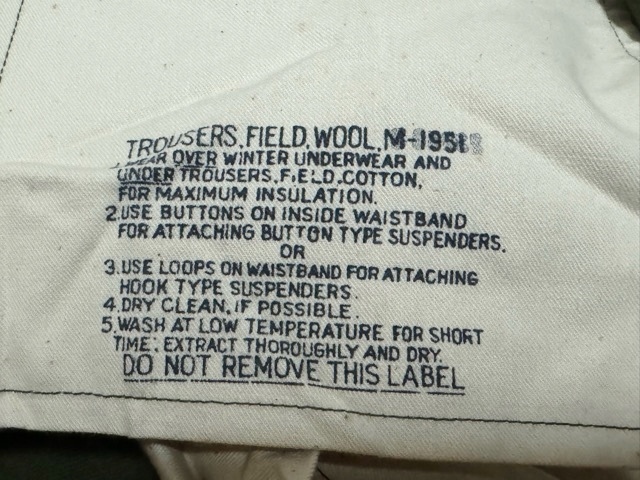 TROUSERS, FIELD, WOOL, M-1951
WEAR OVER WINTER UNDERWEAR AND
UNDER TROUSERS, FIELD, COTTON,
FOR MAXIMUM INSULATION.
2.USE BUTTONS ON INSIDE WAISTBAND
FOR ATTACHING BUTTON TYPE SUSPENDERS.
OR
3.USE LOOPS ON WAISTBAND FOR ATTACHING
HOOK TYPE SUSPENDERS.
4.DRY CLEAN, IF POSSIBLE.
5.WASH AT LOW TEMPERATURE FOR SHORT
TIME; EXTRACT THOROUGHLY AND DRY.
DO NOT REMOVE THIS LABEL